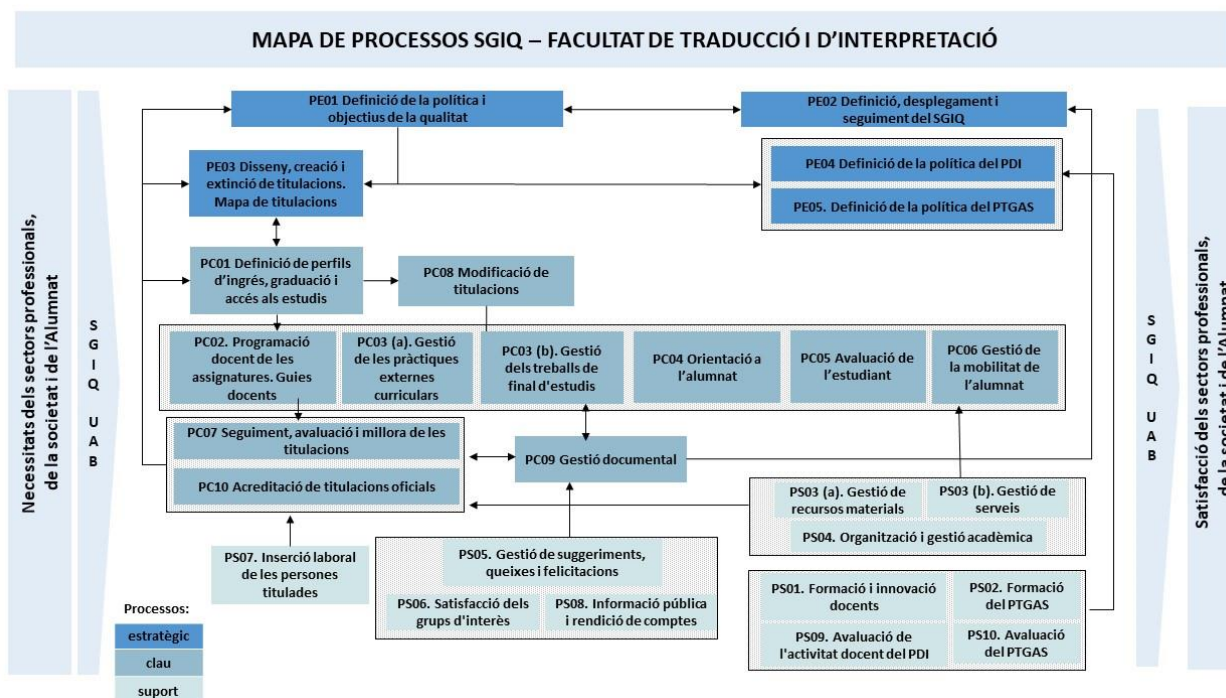 MAPA DE PROCESSOS SGIQ – FACULTAT DE TRADUCCIÓ I D'INTERPRETACIÓ
Necessitats dels sectors professionals,
de la societat i de l'Alumnat
SGIQ UAB
PE01 Definició de la política i
objectius de la qualitat
PE02 Definició, desplegament i
seguiment del SGIQ
PE03 Disseny, creació i
extinció de titulacions.
Mapa de titulacions
PE04 Definició de la política del PDI
PE05. Definició de la política del PTGAS
PC01 Definició de perfils
d'ingrés, graduació i
accés als estudis
PC08 Modificació de
titulacions
PC02. Programació
docent de les
assignatures. Guies
docents
PC03 (a). Gestió
de les pràctiques
externes
curriculars
PC03 (b). Gestió
dels treballs de
final d'estudis
PC04 Orientació a
l'alumnat
PC05 Avaluació de
l'estudiant
PC06 Gestió de
la mobilitat de
l'alumnat
PC07 Seguiment, avaluació i millora de les
titulacions
PC10 Acreditació de titulacions oficials
PC09 Gestió documental
PS03 (a). Gestió de
recursos materials
PS03 (b). Gestió de
serveis
PS04. Organització i gestió acadèmica
PS07. Inserció laboral
de les persones
titulades
PS05. Gestió de suggeriments,
queixes i felicitacions
PS06. Satisfacció dels
grups d'interès
PS08. Informació pública
i rendició de comptes
PS01. Formació i innovació
docents
PS02. Formació
del PTGAS
PS09. Avaluació de
l'activitat docent del PDI
PS10. Avaluació
del PTGAS
Processos:
estratègic
clau
suport
SGIQ UAB
Satisfacció dels sectors professionals,
de la societat i de l'Alumnat